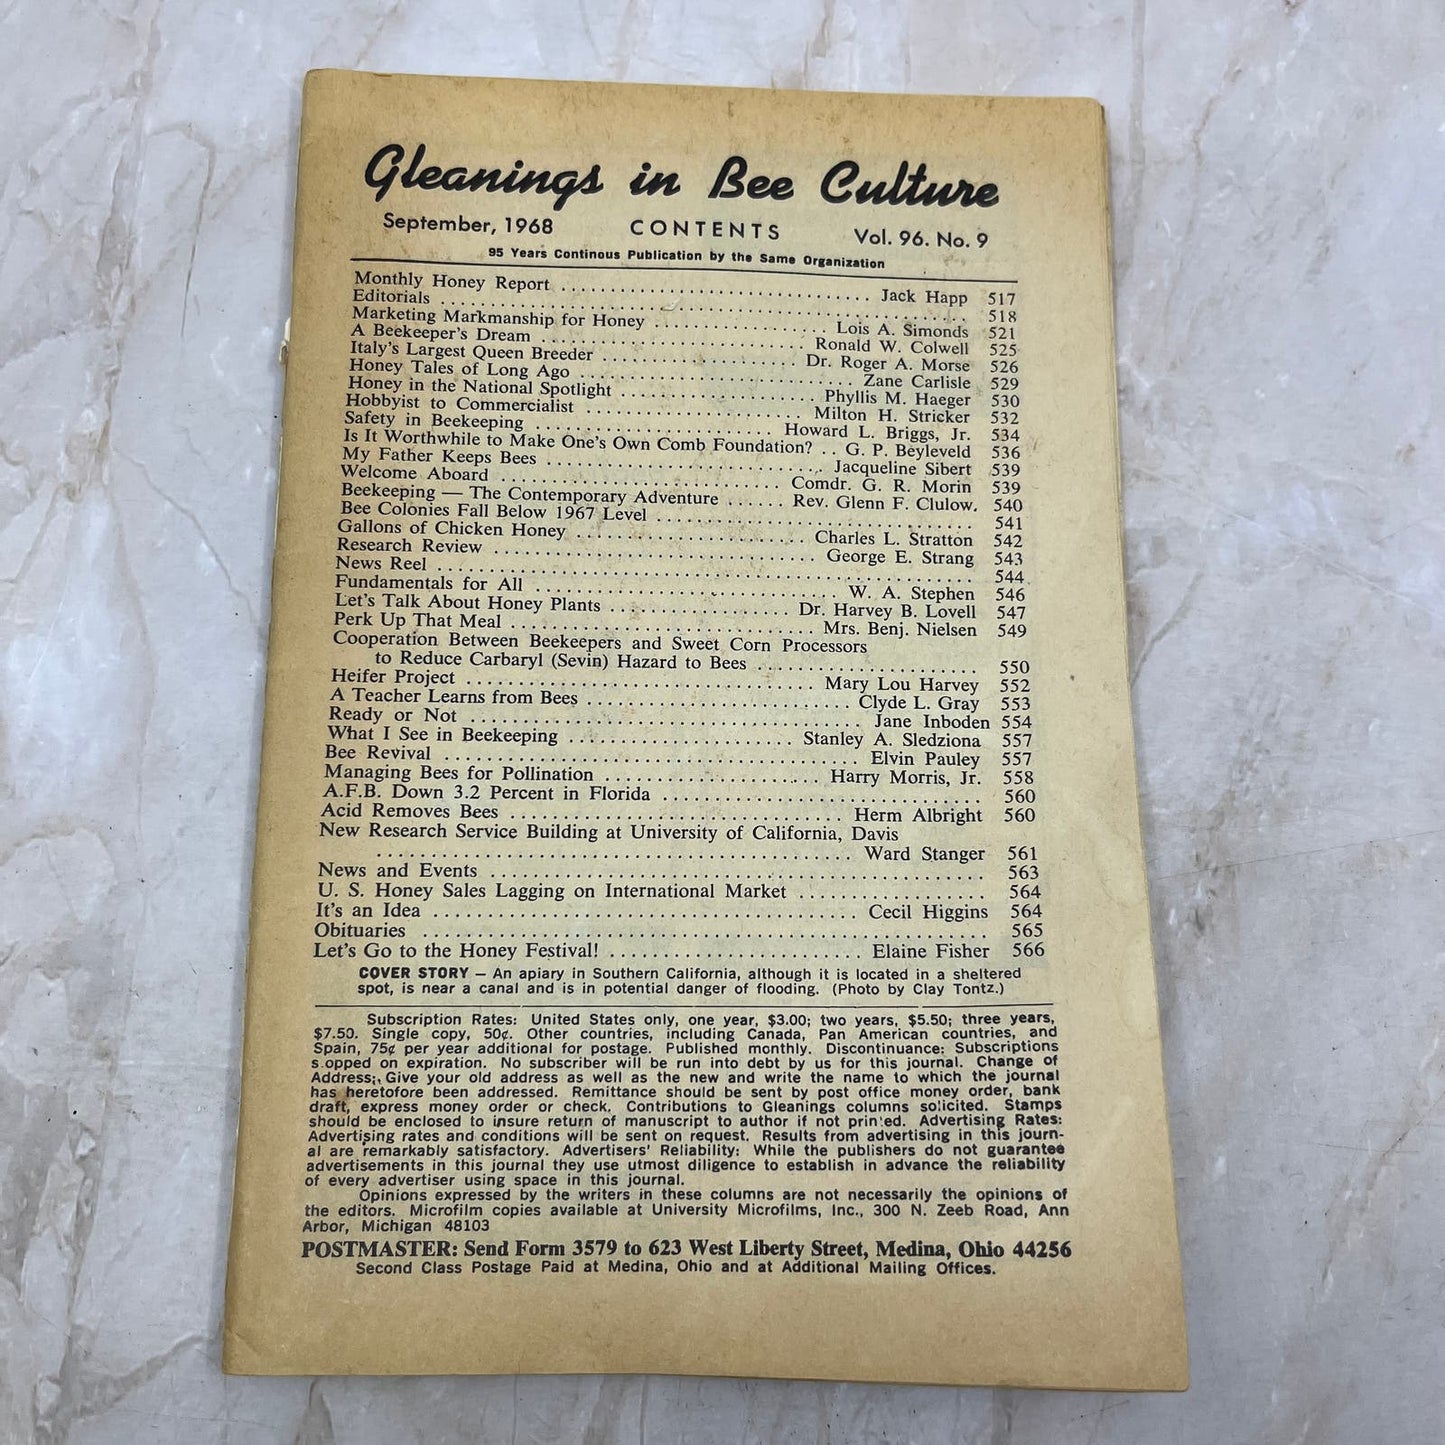 Gleanings in Bee Culture
September, 1968 CONTENTS Vol. 96. No. 9
95 Years Continous Publication by the Same Organization
Monthly Honey Report ........ Jack Happ 517
Editorials ........ 518
Marketing Markmanship for Honey ........ Lois A. Simonds 521
A Beekeeper's Dream ........ Ronald W. Colwell 525
Italy's Largest Queen Breeder ........ Dr. Roger A. Morse 526
Honey Tales of Long Ago ........ Zane Carlisle 529
Honey in the National Spotlight ........ Phyllis M. Haeger 530
Hobbyist to Commercialist ........ Milton H. Stricker 532
Safety in Beekeeping ........ Howard L. Briggs, Jr. 534
Is It Worthwhile to Make One's Own Comb Foundation? .. G. P. Beyleveld 536
My Father Keeps Bees ........ Jacqueline Sibert 539
Welcome Aboard ........ Comdr. G. R. Morin 539
Beekeeping — The Contemporary Adventure ...... Rev. Glenn F. Clulow. 540
Bee Colonies Fall Below 1967 Level ........ 541
Gallons of Chicken Honey ........ Charles L. Stratton 542
Research Review ........ George E. Strang 543
News Reel ........ 544
Fundamentals for All ........ W. A. Stephen 546
Let's Talk About Honey Plants ........ Dr. Harvey B. Lovell 547
Perk Up That Meal ........ Mrs. Benj. Nielsen 549
Cooperation Between Beekeepers and Sweet Corn Processors
to Reduce Carbaryl (Sevin) Hazard to Bees ........ 550
Heifer Project ........ Mary Lou Harvey 552
A Teacher Learns from Bees ........ Clyde L. Gray 553
Ready or Not ........ Jane Inboden 554
What I See in Beekeeping ........ Stanley A. Sledziona 557
Bee Revival ........ Elvin Pauley 557
Managing Bees for Pollination ........ Harry Morris, Jr. 558
A.F.B. Down 3.2 Percent in Florida ........ 560
Acid Removes Bees ........ Herm Albright 560
New Research Service Building at University of California, Davis
........ Ward Stanger 561
News and Events ........ 563
U. S. Honey Sales Lagging on International Market ........ 564
It's an Idea ........ Cecil Higgins 564
Obituaries ........ 565
Let's Go to the Honey Festival! ........ Elaine Fisher 566
COVER STORY – An apiary in Southern California, although it is located in a sheltered
spot, is near a canal and is in potential danger of flooding. (Photo by Clay Tontz.)
Subscription Rates: United States only, one year, $3.00; two years, $5.50; three years,
$7.50. Single copy, 50¢. Other countries, including Canada, Pan American countries, and
Spain, 75¢ per year additional for postage. Published monthly. Discontinuance: Subscriptions
s.opped on expiration. No subscriber will be run into debt by us for this journal. Change of
Address:, Give your old address as well as the new and write the name to which the journal
has heretofore been addressed. Remittance should be sent by post office money order, bank
draft, express money order or check. Contributions to Gleanings columns solicited. Stamps
should be enclosed to insure return of manuscript to author if not printed. Advertising Rates:
Advertising rates and conditions will be sent on request. Results from advertising in this journ-
al are remarkably satisfactory. Advertisers' Reliability: While the publishers do not guarantee
advertisements in this journal they use utmost diligence to establish in advance the reliability
of every advertiser using space in this journal.
Opinions expressed by the writers in these columns are not necessarily the opinions of
the editors. Microfilm copies available at University Microfilms, Inc., 300 N. Zeeb Road, Ann
Arbor, Michigan 48103
POSTMASTER: Send Form 3579 to 623 West Liberty Street, Medina, Ohio 44256
Second Class Postage Paid at Medina, Ohio and at Additional Mailing Offices.